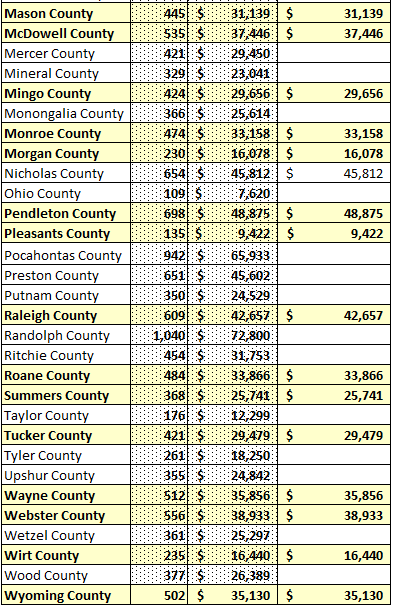 Mason County 445 $ 31,139 $ 31,139
McDowell County 535 $ 37,446 $ 37,446
Mercer County 421 $ 29,450
Mineral County 329 $ 23,041
Mingo County 424 $ 29,656 $ 29,656
Monongalia County 366 $ 25,614
Monroe County 474 $ 33,158 $ 33,158
Morgan County 230 $ 16,078 $ 16,078
Nicholas County 654 $ 45,812 $ 45,812
Ohio County 109 $ 7,620
Pendleton County 698 $ 48,875 $ 48,875
Pleasants County 135 $ 9,422 $ 9,422
Pocahontas County 942 $ 65,933
Preston County 651 $ 45,602
Putnam County 350 $ 24,529
Raleigh County 609 $ 42,657 $ 42,657
Randolph County 1,040 $ 72,800
Ritchie County 454 $ 31,753
Roane County 484 $ 33,866 $ 33,866
Summers County 368 $ 25,741 $ 25,741
Taylor County 176 $ 12,299
Tucker County 421 $ 29,479 $ 29,479
Tyler County 261 $ 18,250
Upshur County 355 $ 24,842
Wayne County 512 $ 35,856 $ 35,856
Webster County 556 $ 38,933 $ 38,933
Wetzel County 361 $ 25,297
Wirt County 235 $ 16,440 $ 16,440
Wood County 377 $ 26,389
Wyoming County 502 $ 35,130 $ 35,130